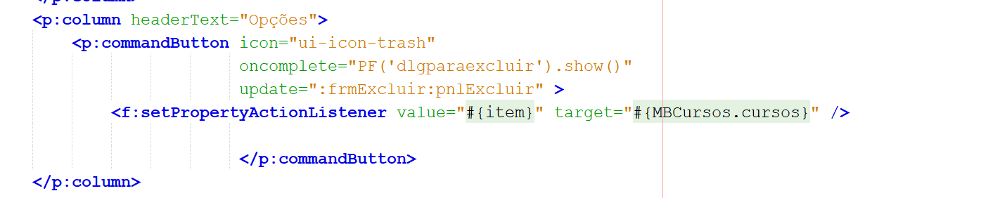 <p:column headerText="Opções">
<p:commandButton icon="ui-icon-trash"
oncomplete="PF('dlgparaexcluir').show()"
update=":frmExcluir:pnlExcluir" >
<f:setPropertyActionListener value="#{item}" target="#{MBCursos.cursos}" />
</p:commandButton>
</p:column>